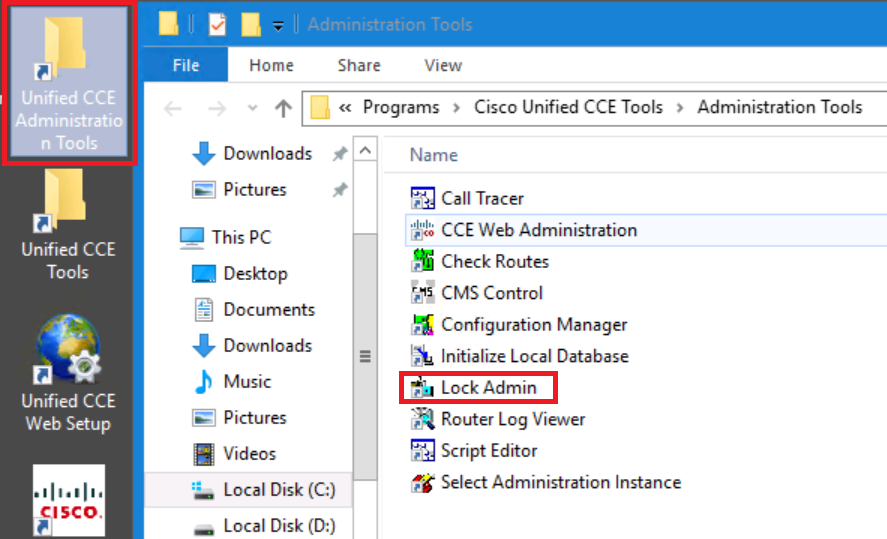 Unified CCE
Administratio
n Tools
Unified CCE
Tools
Unified CCE
Web Setup
CISCO.
Administration Tools
File
Home
Share
View
« Programs > Cisco Unified CCE Tools > Administration Tools
Downloads
Pictures
This PC
Desktop
Documents
Downloads
Music
Pictures
Videos
Local Disk (C:)
Local Disk (D:)
Name
Call Tracer
CCE Web Administration
Check Routes
CMS Control
Configuration Manager
Initialize Local Database
Lock Admin
Router Log Viewer
Script Editor
Select Administration Instance